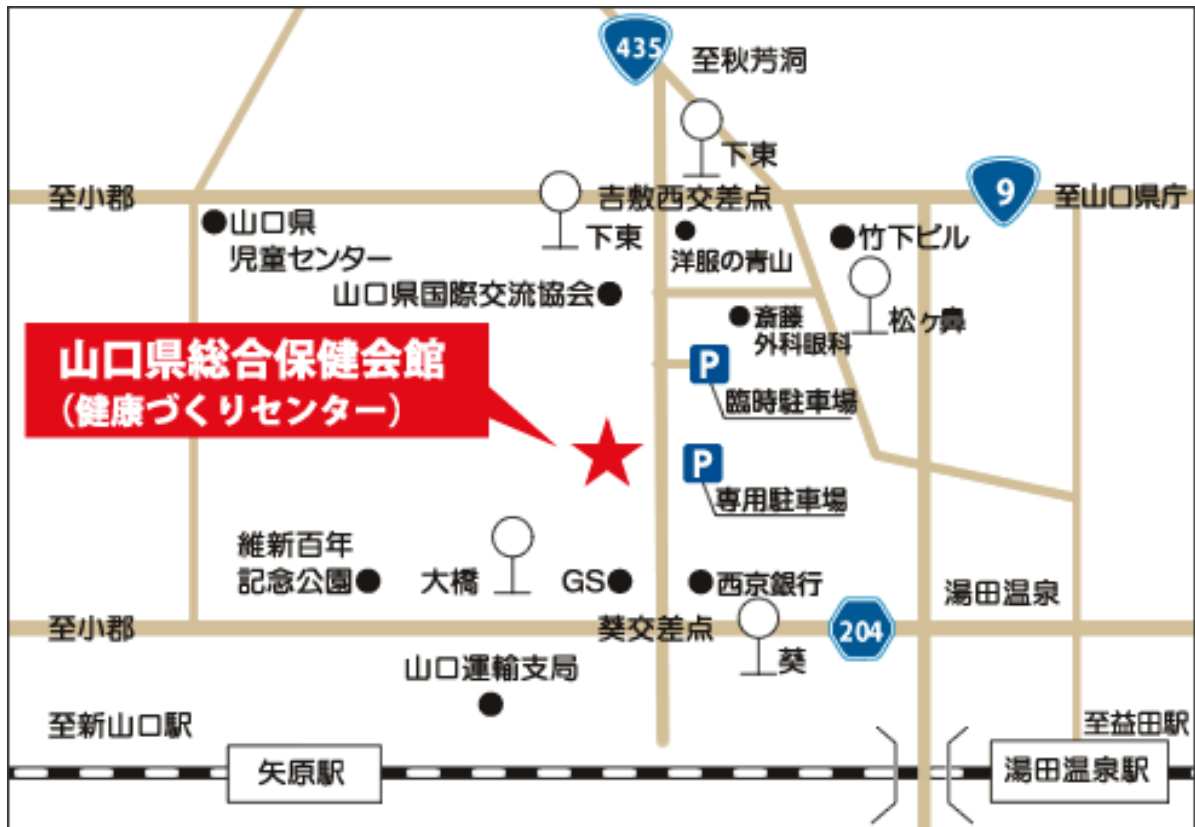 435
至秋芳洞
下東
9
至小郡
吉敷西交差点
至山口県庁
山口県
児童センター
下東
洋服の青山
竹下ビル
山口県国際交流協会
斎藤
外科眼科
松ヶ鼻
山口県総合保健会館
（健康づくりセンター）
P
臨時駐車場
P
専用駐車場
維新百年
記念公園
大橋
GS
西京銀行
湯田温泉
至小郡
葵交差点
204
葵
山口運輸支局
至新山口駅
至益田駅
矢原駅
湯田温泉駅